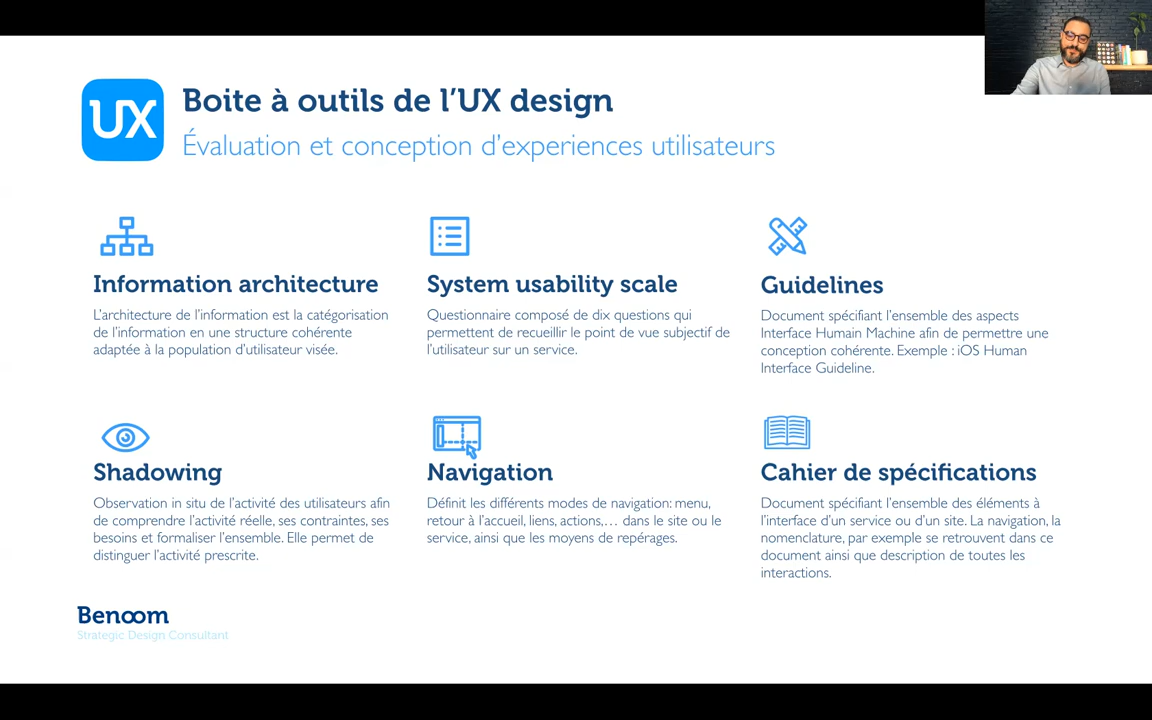 UX
Boite à outils de l'UX design
Évaluation et conception d'experiences utilisateurs
Information architecture
L'architecture de l'information est la catégorisation
de l'information en une structure cohérente
adaptée à la population d'utilisateur visée.
System usability scale
Questionnaire composé de dix questions qui
permettent de recueillir le point de vue subjectif de
l'utilisateur sur un service.
Guidelines
Document spécifiant l'ensemble des aspects
Interface Humain Machine afin de permettre une
conception cohérente. Exemple : iOS Human
Interface Guideline.
Shadowing
Observation in situ de l'activité des utilisateurs afin
de comprendre l'activité réelle, ses contraintes, ses
besoins et formaliser l'ensemble. Elle permet de
distinguer l'activité prescrite.
Navigation
Définit les différents modes de navigation: menu,
retour à l'accueil, liens, actions,... dans le site ou le
service, ainsi que les moyens de repérages.
Cahier de spécifications
Document spécifiant l'ensemble des éléments à
l'interface d'un service ou d'un site. La navigation, la
nomenclature, par exemple se retrouvent dans ce
document ainsi que description de toutes les
interactions.
Benoom
Strategic Design Consultant